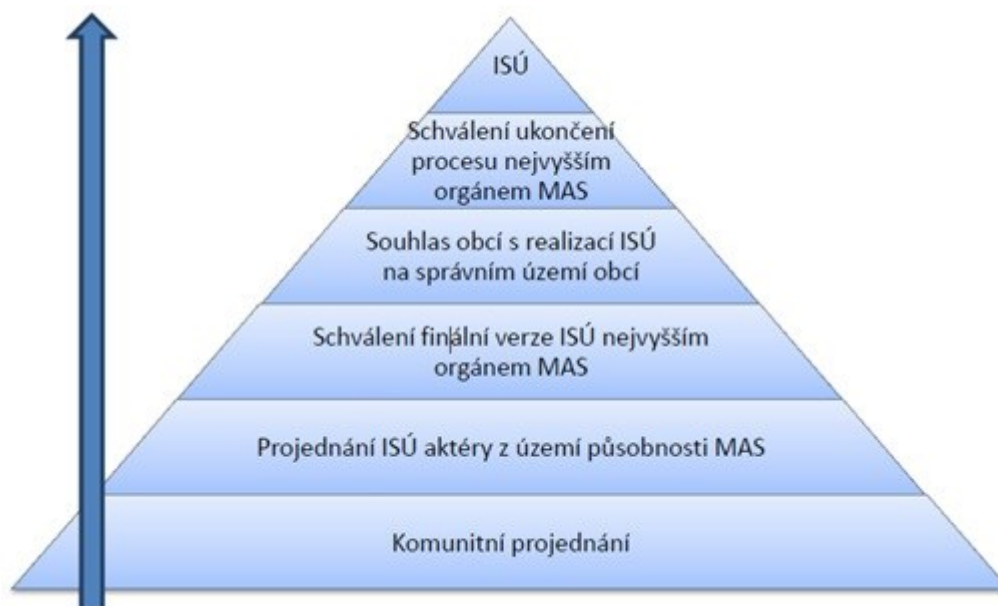 ISÚ
Schválení ukončení
procesu nejvyšším
orgánem MAS
Souhlas obcí s realizací ISÚ
na správním území obcí
Schválení finální verze ISÚ nejvyšším
orgánem MAS
Projednání ISÚ aktéry z území působnosti MAS
Komunitní projednání